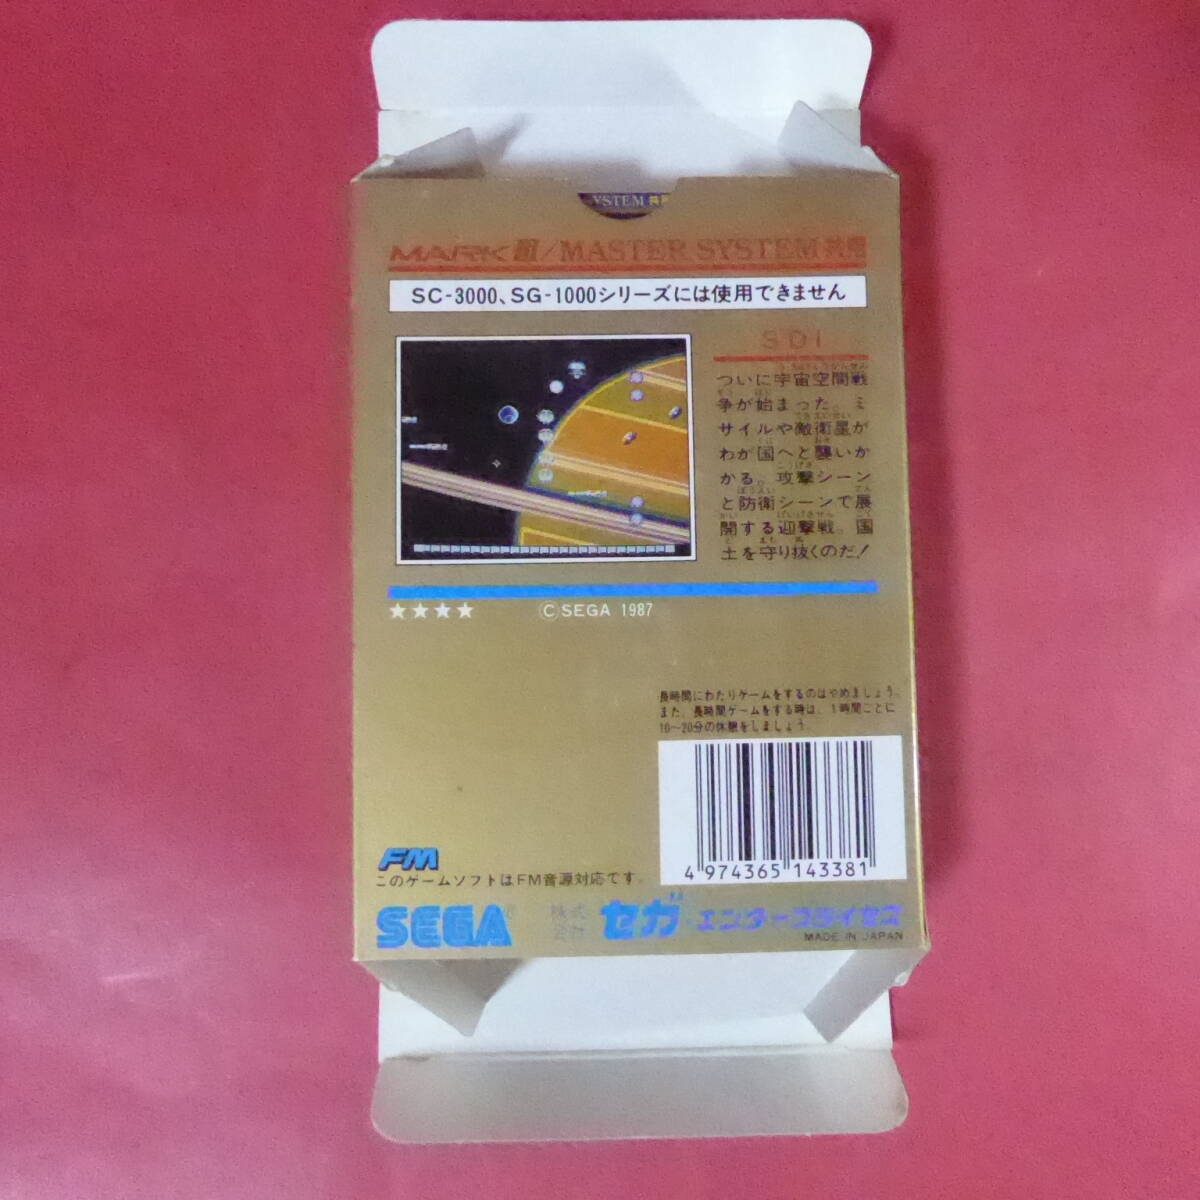 YSTEM 共用
MARK III/MASTER SYSTEM共用
SC-3000、SG-1000シリーズには使用できません
SDI
ついに宇宙空間戦
争が始まった。ミ
サイルや敵衛星が
わが国へと襲いか
かる。攻撃シーン
と防衛シーンで展
開する迎撃戦。国
土を守り抜くのだ!
★★★★ ©SEGA 1987
長時間にわたりゲームをするのはやめましょう。
また、長時間ゲームをする時は、1時間ごとに
10〜20分の休憩をしましょう。
4 974365 143381
FM
このゲームソフトはFM音源対応です。
SEGA® 株式会社 セガ エンタープライゼス
MADE IN JAPAN